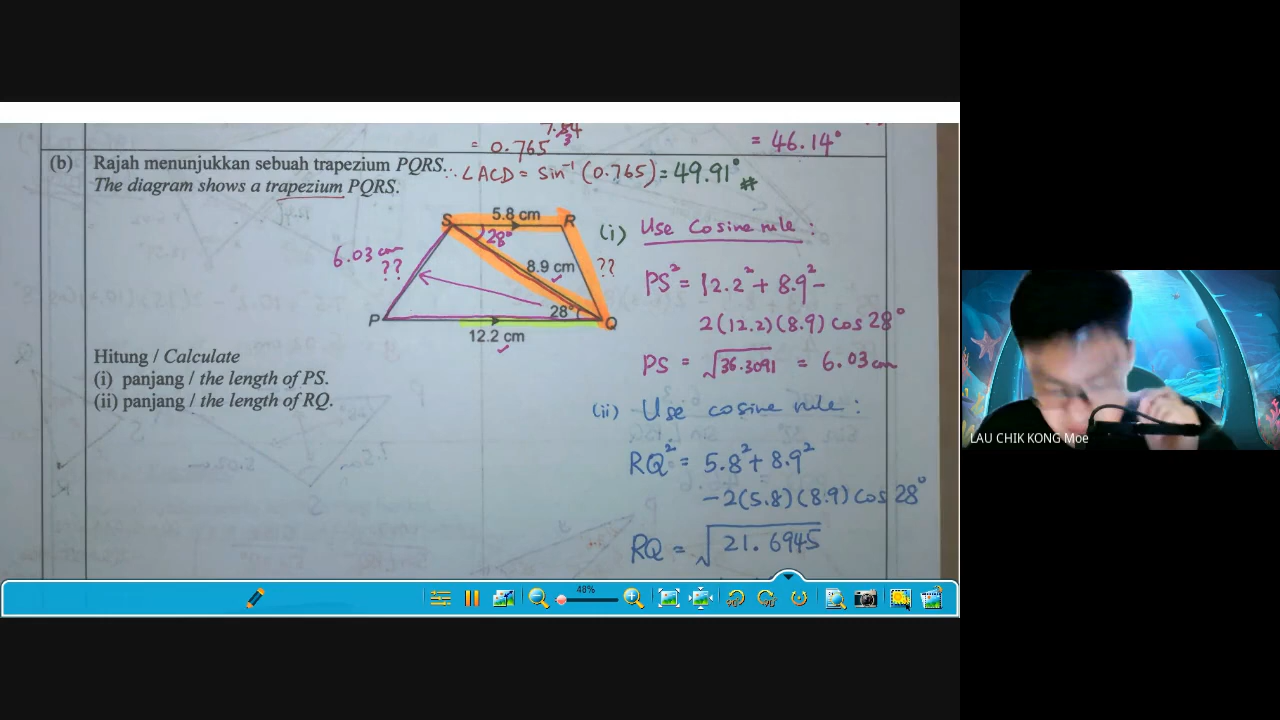 7.84
3
= 0.765
= 46.14°
(b) Rajah menunjukkan sebuah trapezium PQRS.
∴ ∠ACD = sin⁻¹ (0.765) = 49.91° #
The diagram shows a trapezium PQRS.
S 5.8 cm R
28°
(i) Use Cosine rule :
6.03 cm
??
8.9 cm
??
PS² = 12.2² + 8.9² −
28°
P Q
12.2 cm
2(12.2)(8.9) cos 28°
Hitung / Calculate
(i) panjang / the length of PS.
PS = √36.3091 = 6.03 cm
(ii) panjang / the length of RQ.
(ii) Use cosine rule :
RQ² = 5.8² + 8.9²
−2(5.8)(8.9) cos 28°
RQ = √21.6945
48%
LAU CHIK KONG Moe